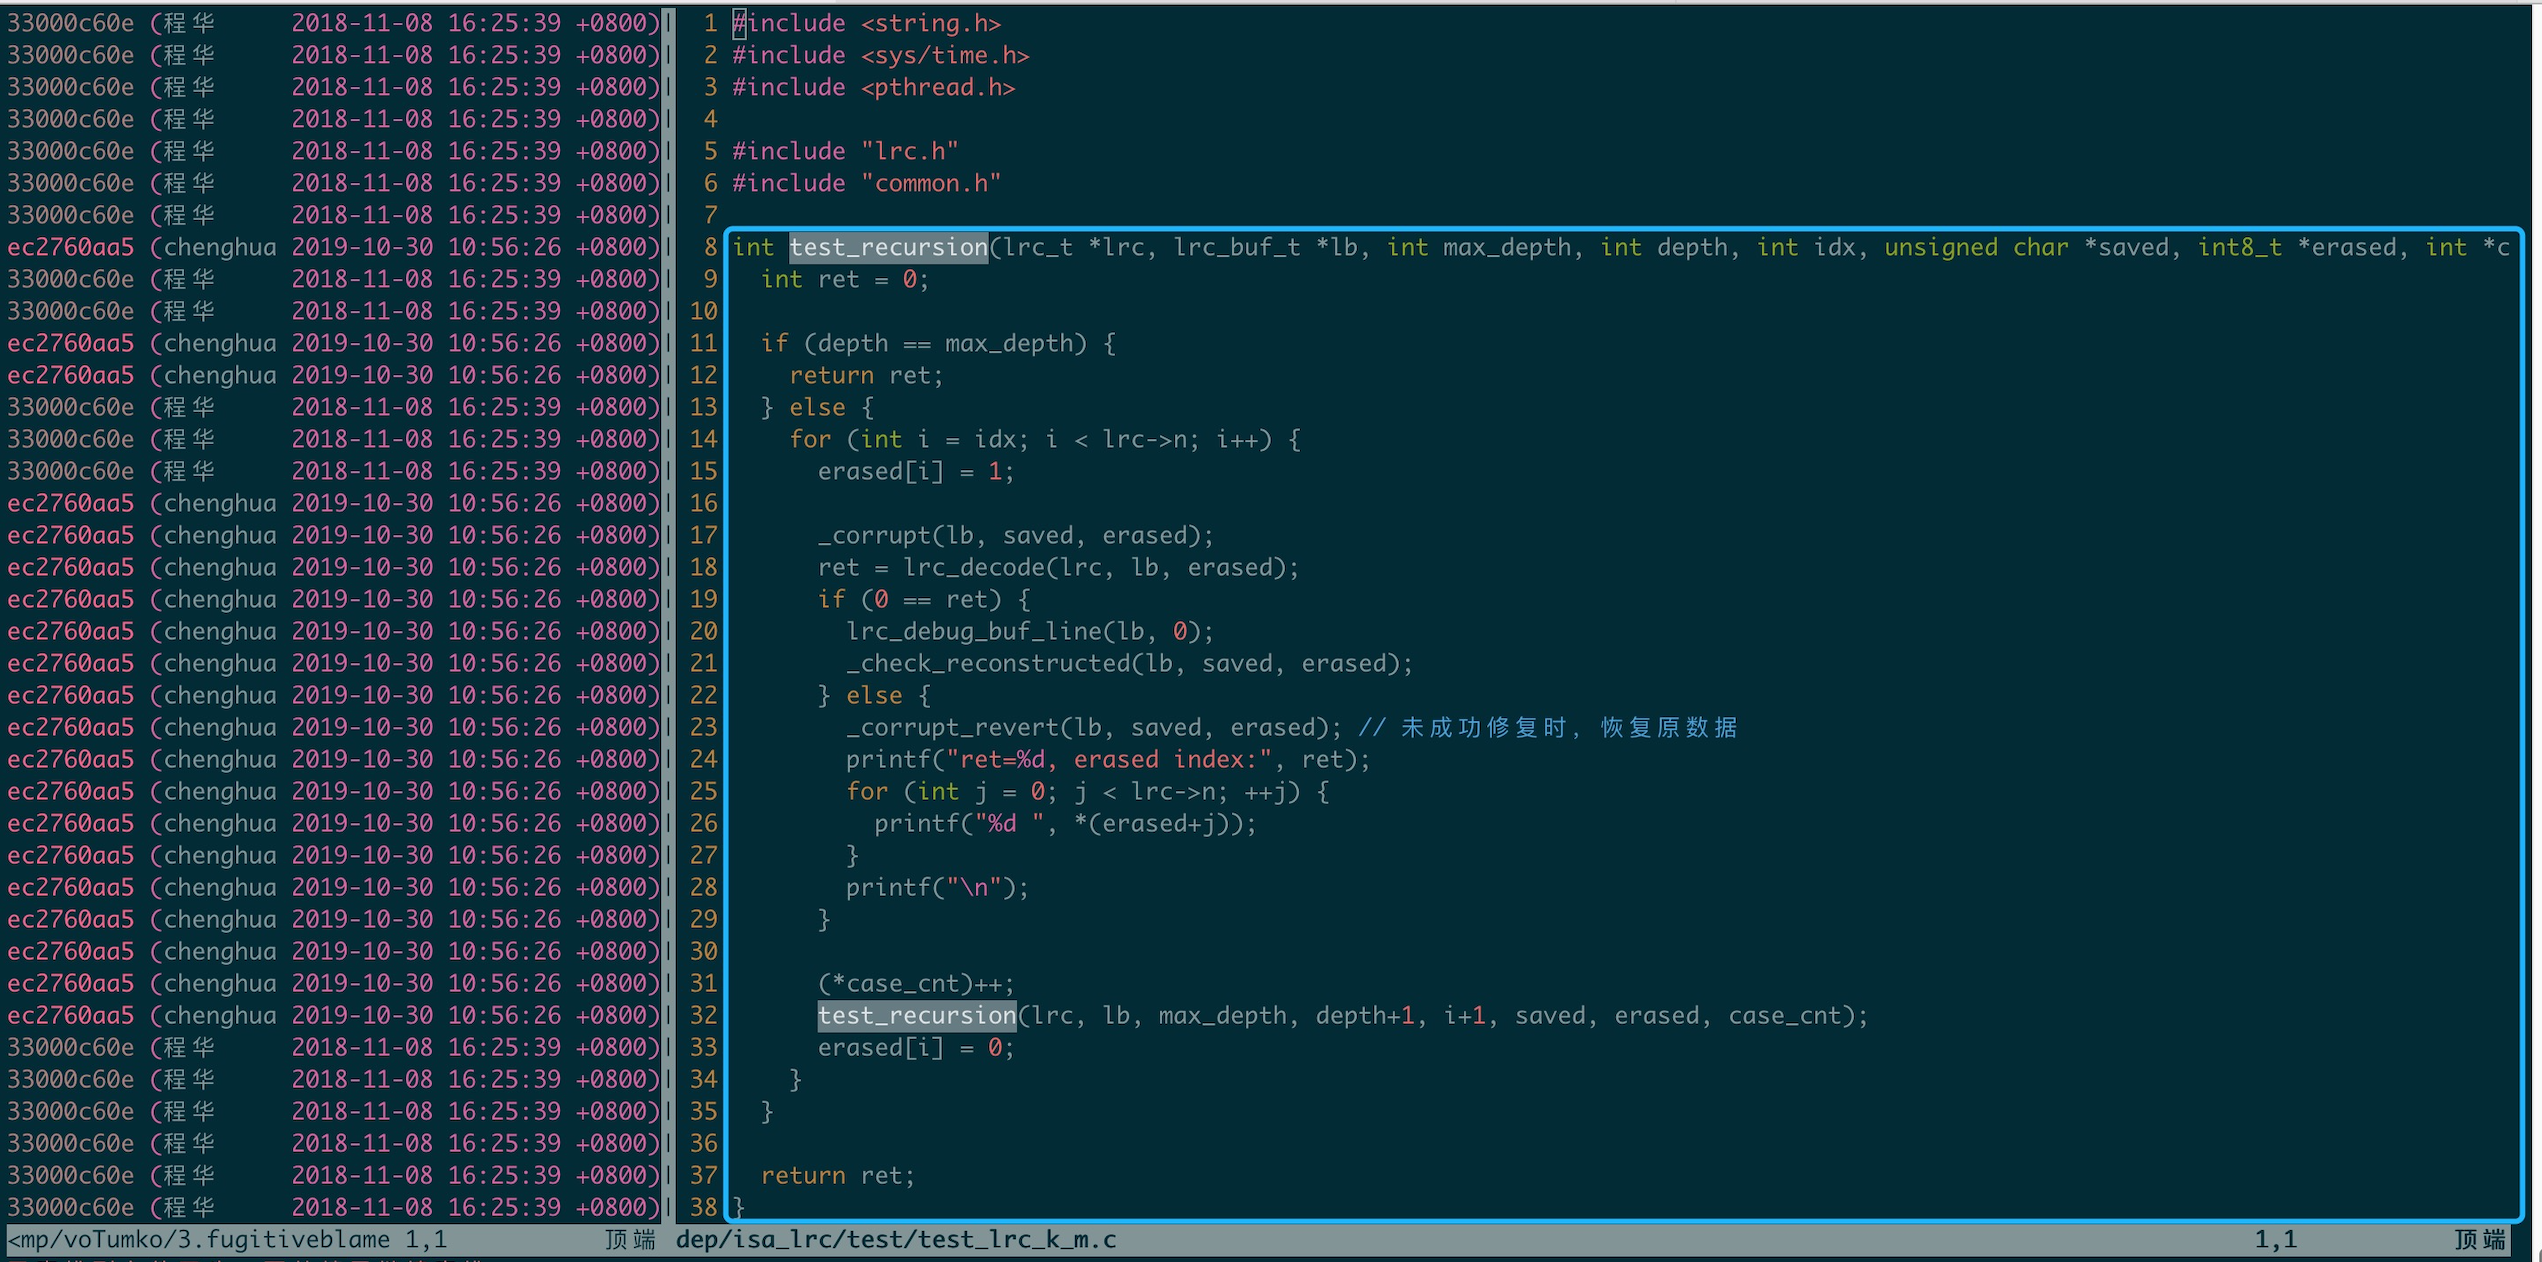 33000c60e (程华 2018-11-08 16:25:39 +0800) 1 #include <string.h>
33000c60e (程华 2018-11-08 16:25:39 +0800) 2 #include <sys/time.h>
33000c60e (程华 2018-11-08 16:25:39 +0800) 3 #include <pthread.h>
33000c60e (程华 2018-11-08 16:25:39 +0800) 4
33000c60e (程华 2018-11-08 16:25:39 +0800) 5 #include "lrc.h"
33000c60e (程华 2018-11-08 16:25:39 +0800) 6 #include "common.h"
33000c60e (程华 2018-11-08 16:25:39 +0800) 7
ec2760aa5 (chenghua 2019-10-30 10:56:26 +0800) 8 int test_recursion(lrc_t *lrc, lrc_buf_t *lb, int max_depth, int depth, int idx, unsigned char *saved, int8_t *erased, int *c
33000c60e (程华 2018-11-08 16:25:39 +0800) 9 int ret = 0;
33000c60e (程华 2018-11-08 16:25:39 +0800) 10
ec2760aa5 (chenghua 2019-10-30 10:56:26 +0800) 11 if (depth == max_depth) {
ec2760aa5 (chenghua 2019-10-30 10:56:26 +0800) 12 return ret;
33000c60e (程华 2018-11-08 16:25:39 +0800) 13 } else {
33000c60e (程华 2018-11-08 16:25:39 +0800) 14 for (int i = idx; i < lrc->n; i++) {
33000c60e (程华 2018-11-08 16:25:39 +0800) 15 erased[i] = 1;
ec2760aa5 (chenghua 2019-10-30 10:56:26 +0800) 16
ec2760aa5 (chenghua 2019-10-30 10:56:26 +0800) 17 _corrupt(lb, saved, erased);
ec2760aa5 (chenghua 2019-10-30 10:56:26 +0800) 18 ret = lrc_decode(lrc, lb, erased);
ec2760aa5 (chenghua 2019-10-30 10:56:26 +0800) 19 if (0 == ret) {
ec2760aa5 (chenghua 2019-10-30 10:56:26 +0800) 20 lrc_debug_buf_line(lb, 0);
ec2760aa5 (chenghua 2019-10-30 10:56:26 +0800) 21 _check_reconstructed(lb, saved, erased);
ec2760aa5 (chenghua 2019-10-30 10:56:26 +0800) 22 } else {
ec2760aa5 (chenghua 2019-10-30 10:56:26 +0800) 23 _corrupt_revert(lb, saved, erased); // 未成功修复时, 恢复原数据
ec2760aa5 (chenghua 2019-10-30 10:56:26 +0800) 24 printf("ret=%d, erased index:", ret);
ec2760aa5 (chenghua 2019-10-30 10:56:26 +0800) 25 for (int j = 0; j < lrc->n; ++j) {
ec2760aa5 (chenghua 2019-10-30 10:56:26 +0800) 26 printf("%d ", *(erased+j));
ec2760aa5 (chenghua 2019-10-30 10:56:26 +0800) 27 }
ec2760aa5 (chenghua 2019-10-30 10:56:26 +0800) 28 printf("\n");
ec2760aa5 (chenghua 2019-10-30 10:56:26 +0800) 29 }
ec2760aa5 (chenghua 2019-10-30 10:56:26 +0800) 30
ec2760aa5 (chenghua 2019-10-30 10:56:26 +0800) 31 (*case_cnt)++;
ec2760aa5 (chenghua 2019-10-30 10:56:26 +0800) 32 test_recursion(lrc, lb, max_depth, depth+1, i+1, saved, erased, case_cnt);
33000c60e (程华 2018-11-08 16:25:39 +0800) 33 erased[i] = 0;
33000c60e (程华 2018-11-08 16:25:39 +0800) 34 }
33000c60e (程华 2018-11-08 16:25:39 +0800) 35 }
33000c60e (程华 2018-11-08 16:25:39 +0800) 36
33000c60e (程华 2018-11-08 16:25:39 +0800) 37 return ret;
33000c60e (程华 2018-11-08 16:25:39 +0800) 38 }
<mp/voTumko/3.fugitiveblame 1,1 顶端 dep/isa_lrc/test/test_lrc_k_m.c 1,1 顶端